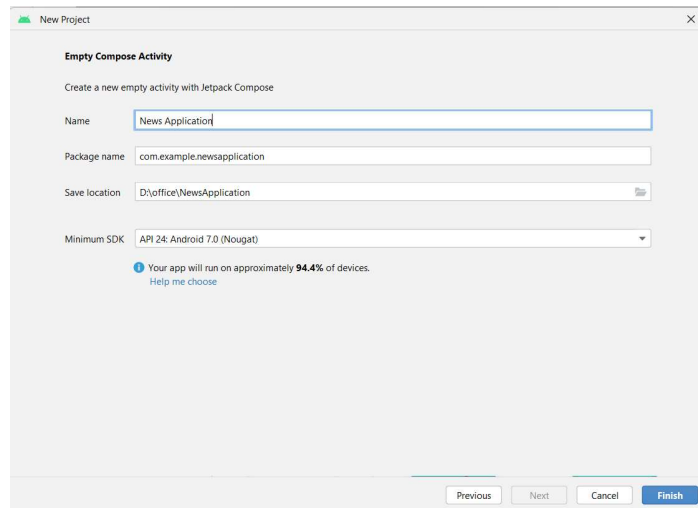 New Project
Empty Compose Activity
Create a new empty activity with Jetpack Compose
Name News Application
Package name com.example.newsapplication
Save location D:\office\NewsApplication
Minimum SDK API 24: Android 7.0 (Nougat)
Your app will run on approximately 94.4% of devices.
Help me choose
Previous Next Cancel Finish